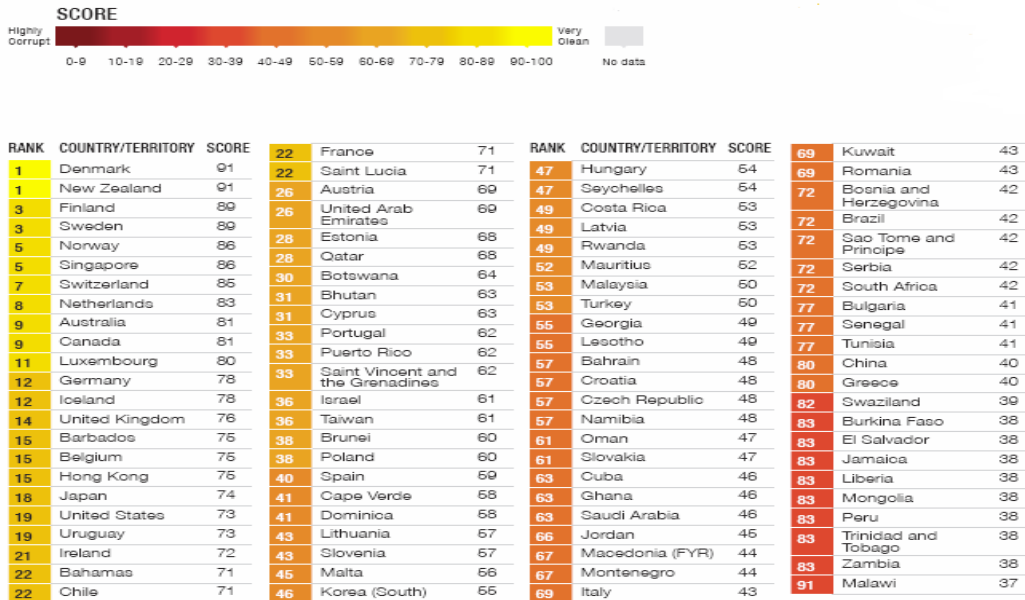 SCORE
Highly Corrupt
Very Clean
0-9 10-19 20-29 30-39 40-49 50-59 60-69 70-79 80-89 90-100 No data
RANK COUNTRY/TERRITORY SCORE
1 Denmark 91
1 New Zealand 91
3 Finland 89
3 Sweden 89
5 Norway 86
5 Singapore 86
7 Switzerland 85
8 Netherlands 83
9 Australia 81
9 Canada 81
11 Luxembourg 80
12 Germany 78
12 Iceland 78
14 United Kingdom 76
15 Barbados 75
15 Belgium 75
15 Hong Kong 75
18 Japan 74
19 United States 73
19 Uruguay 73
21 Ireland 72
22 Bahamas 71
22 Chile 71
22 France 71
22 Saint Lucia 71
26 Austria 69
26 United Arab Emirates 69
28 Estonia 68
28 Qatar 68
30 Botswana 64
31 Bhutan 63
31 Cyprus 63
33 Portugal 62
33 Puerto Rico 62
33 Saint Vincent and the Grenadines 62
36 Israel 61
36 Taiwan 61
38 Brunei 60
38 Poland 60
40 Spain 59
41 Cape Verde 58
41 Dominica 58
43 Lithuania 57
43 Slovenia 57
45 Malta 56
46 Korea (South) 55
RANK COUNTRY/TERRITORY SCORE
47 Hungary 54
47 Seychelles 54
49 Costa Rica 53
49 Latvia 53
49 Rwanda 53
52 Mauritius 52
53 Malaysia 50
53 Turkey 50
55 Georgia 49
55 Lesotho 49
57 Bahrain 48
57 Croatia 48
57 Czech Republic 48
57 Namibia 48
61 Oman 47
61 Slovakia 47
63 Cuba 46
63 Ghana 46
63 Saudi Arabia 46
66 Jordan 45
67 Macedonia (FYR) 44
67 Montenegro 44
69 Italy 43
69 Kuwait 43
69 Romania 43
72 Bosnia and Herzegovina 42
72 Brazil 42
72 Sao Tome and Principe 42
72 Serbia 42
72 South Africa 42
77 Bulgaria 41
77 Senegal 41
77 Tunisia 41
80 China 40
80 Greece 40
82 Swaziland 39
83 Burkina Faso 38
83 El Salvador 38
83 Jamaica 38
83 Liberia 38
83 Mongolia 38
83 Peru 38
83 Trinidad and Tobago 38
83 Zambia 38
91 Malawi 37